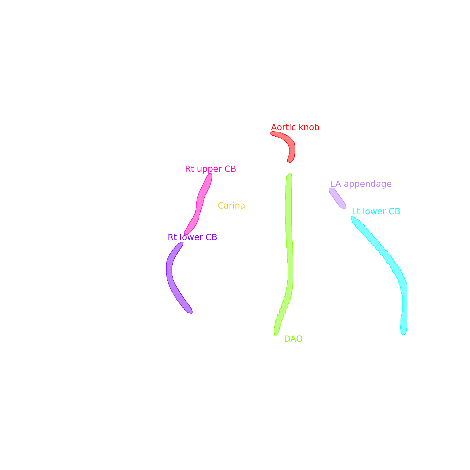 Aortic knob
Rt upper CB
LA appendage
Carina
Lt lower CB
Rt lower CB
DAO